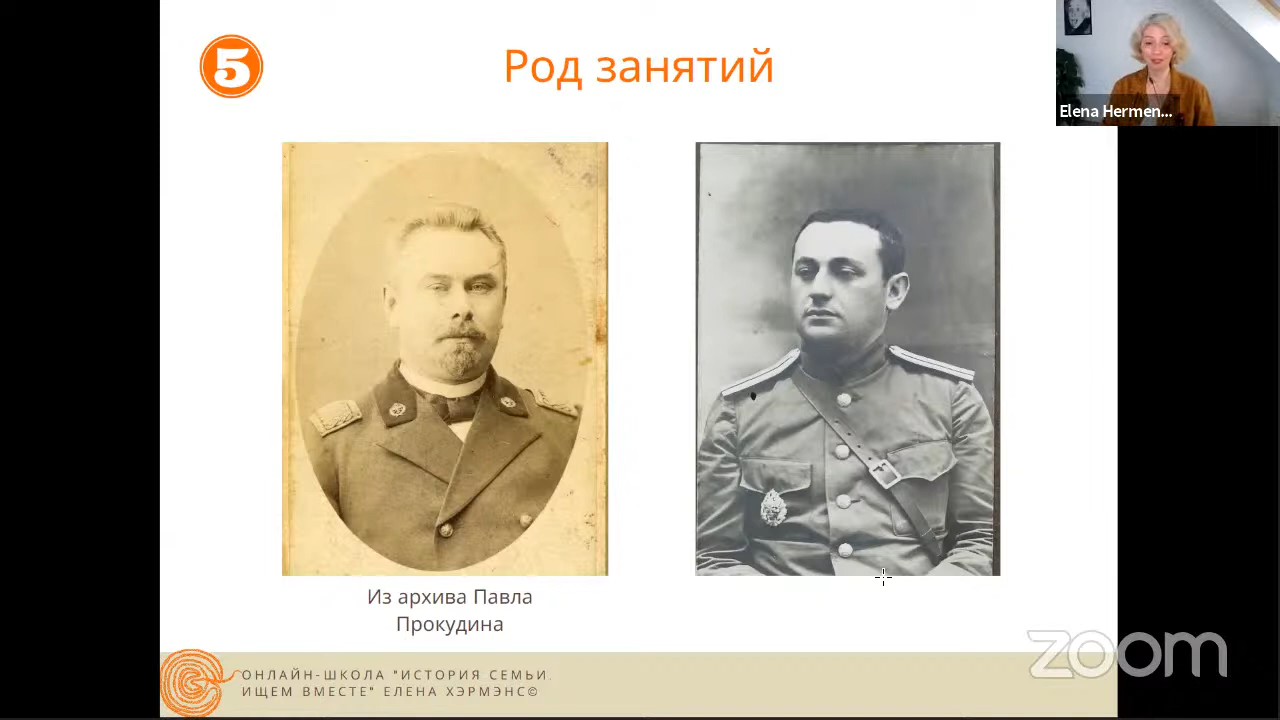 5
Род занятий
Elena Hermen...
Из архива Павла
Прокудина
ОНЛАЙН-ШКОЛА "ИСТОРИЯ СЕМЬИ.
ИЩЕМ ВМЕСТЕ" ЕЛЕНА ХЭРМЭНС©
zoom